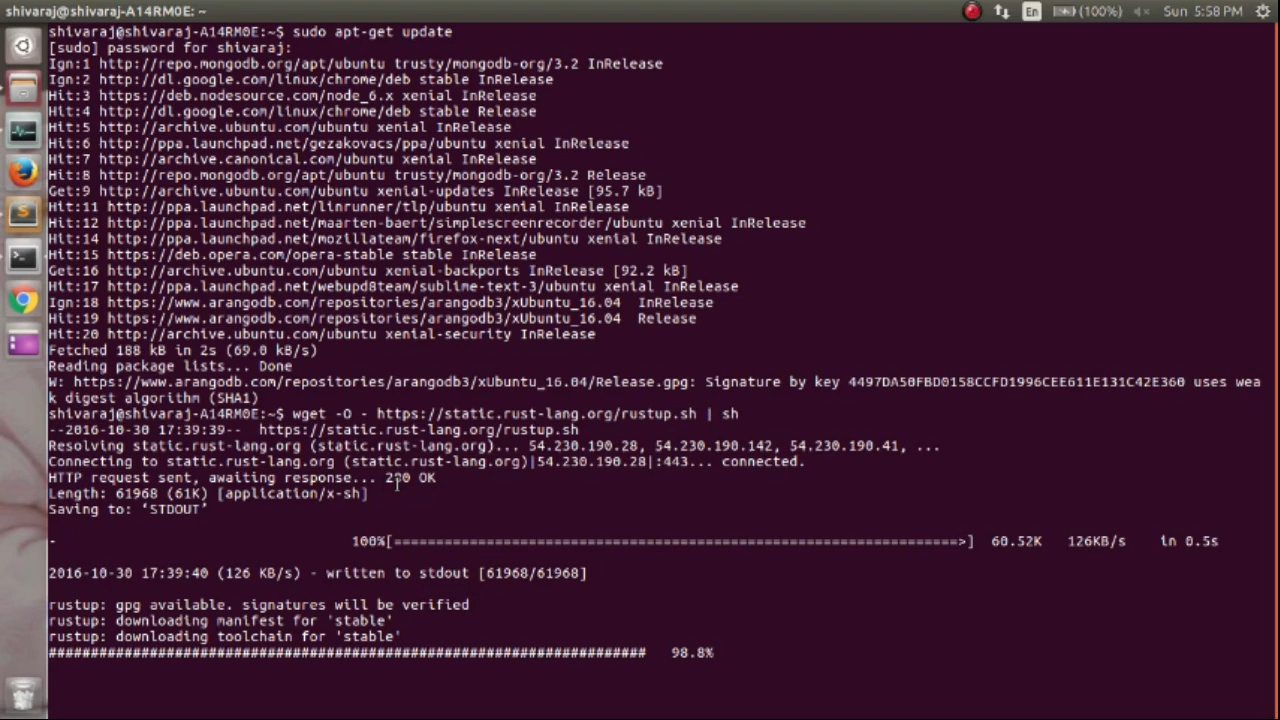 shivaraj@shivaraj-A14RM0E: ~
En (100%) Sun 5:58 PM
shivaraj@shivaraj-A14RM0E:~$ sudo apt-get update
[sudo] password for shivaraj:
Ign:1 http://repo.mongodb.org/apt/ubuntu trusty/mongodb-org/3.2 InRelease
Ign:2 http://dl.google.com/linux/chrome/deb stable InRelease
Hit:3 https://deb.nodesource.com/node_6.x xenial InRelease
Hit:4 http://dl.google.com/linux/chrome/deb stable Release
Hit:5 http://archive.ubuntu.com/ubuntu xenial InRelease
Hit:6 http://ppa.launchpad.net/gezakovacs/ppa/ubuntu xenial InRelease
Hit:7 http://archive.canonical.com/ubuntu xenial InRelease
Hit:8 http://repo.mongodb.org/apt/ubuntu trusty/mongodb-org/3.2 Release
Get:9 http://archive.ubuntu.com/ubuntu xenial-updates InRelease [95.7 kB]
Hit:11 http://ppa.launchpad.net/linrunner/tlp/ubuntu xenial InRelease
Hit:12 http://ppa.launchpad.net/maarten-baert/simplescreenrecorder/ubuntu xenial InRelease
Hit:14 http://ppa.launchpad.net/mozillateam/firefox-next/ubuntu xenial InRelease
Hit:15 https://deb.opera.com/opera-stable stable InRelease
Get:16 http://archive.ubuntu.com/ubuntu xenial-backports InRelease [92.2 kB]
Hit:17 http://ppa.launchpad.net/webupd8team/sublime-text-3/ubuntu xenial InRelease
Ign:18 https://www.arangodb.com/repositories/arangodb3/xUbuntu_16.04  InRelease
Hit:19 https://www.arangodb.com/repositories/arangodb3/xUbuntu_16.04  Release
Hit:20 http://archive.ubuntu.com/ubuntu xenial-security InRelease
Fetched 188 kB in 2s (69.0 kB/s)
Reading package lists... Done
W: https://www.arangodb.com/repositories/arangodb3/xUbuntu_16.04/Release.gpg: Signature by key 4497DA50FBD0158CCFD1996CEE611E131C42E360 uses wea
k digest algorithm (SHA1)
shivaraj@shivaraj-A14RM0E:~$ wget -O - https://static.rust-lang.org/rustup.sh | sh
--2016-10-30 17:39:39--  https://static.rust-lang.org/rustup.sh
Resolving static.rust-lang.org (static.rust-lang.org)... 54.230.190.28, 54.230.190.142, 54.230.190.41, ...
Connecting to static.rust-lang.org (static.rust-lang.org)|54.230.190.28|:443... connected.
HTTP request sent, awaiting response... 200 OK
Length: 61968 (61K) [application/x-sh]
Saving to: ‘STDOUT’
- 100%[===================================================================>] 60.52K 126KB/s in 0.5s
2016-10-30 17:39:40 (126 KB/s) - written to stdout [61968/61968]
rustup: gpg available. signatures will be verified
rustup: downloading manifest for 'stable'
rustup: downloading toolchain for 'stable'
####################################################################### 98.8%